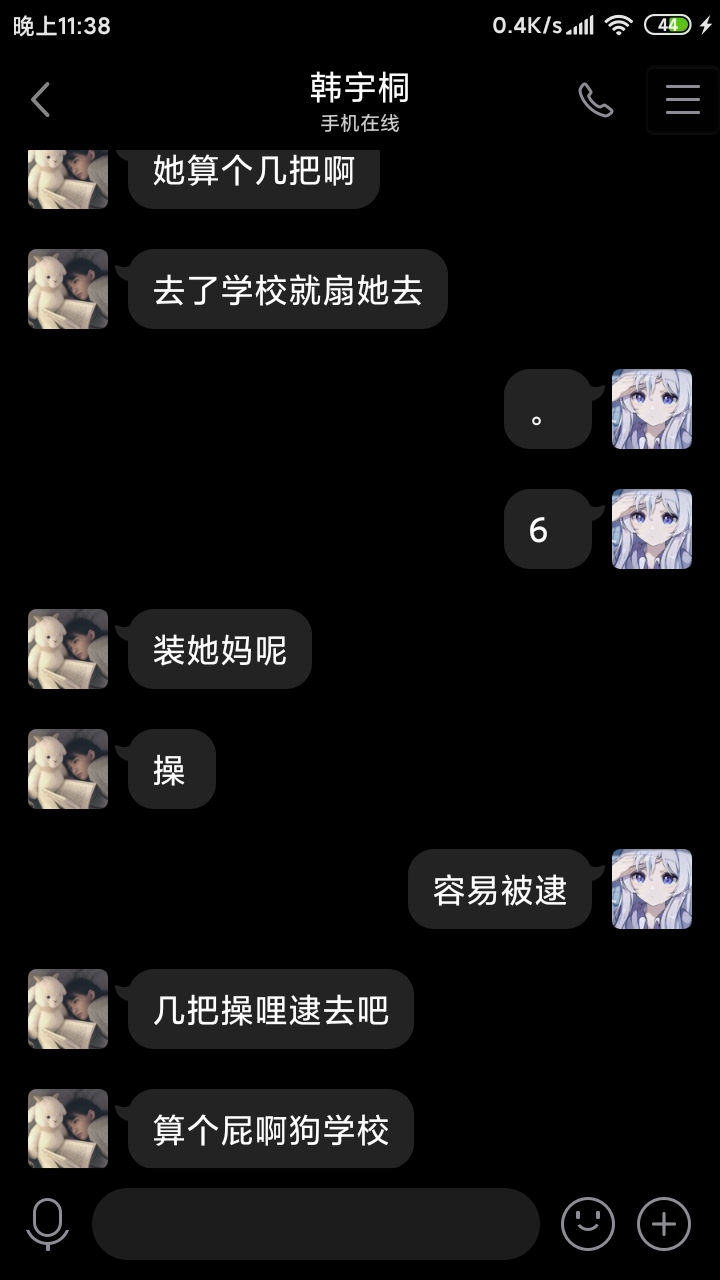 晚上11:38
0.4K/s
44
韩宇桐
手机在线
她算个几把啊
去了学校就扇她去
。
6
装她妈呢
操
容易被逮
几把操哩逮去吧
算个屁啊狗学校